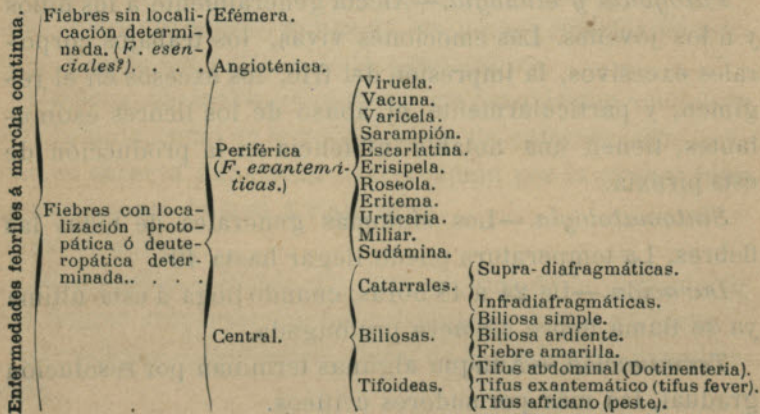 Enfermedades febriles á marcha continua.
Fiebres sin locali-
cación determi-
nada. (F. esen-
ciales?). . .
Efémera.
Angioténica.
Fiebres con loca-
lización proto-
pática ó deute-
ropática deter-
minada.. . .
Periférica
(F. exantemá-
ticas.)
Viruela.
Vacuna.
Varicela.
Sarampión.
Escarlatina.
Erisipela.
Roseola.
Eritema.
Urticaria.
Miliar.
Sudámina.
Central.
Catarrales.
Supra-diafragmáticas.
Infradiafragmáticas.
Biliosas.
Biliosa simple.
Biliosa ardiente.
Fiebre amarilla.
Tifoideas.
Tifus abdominal (Dotinenteria).
Tifus exantemático (tifus fever).
Tifus africano (peste).